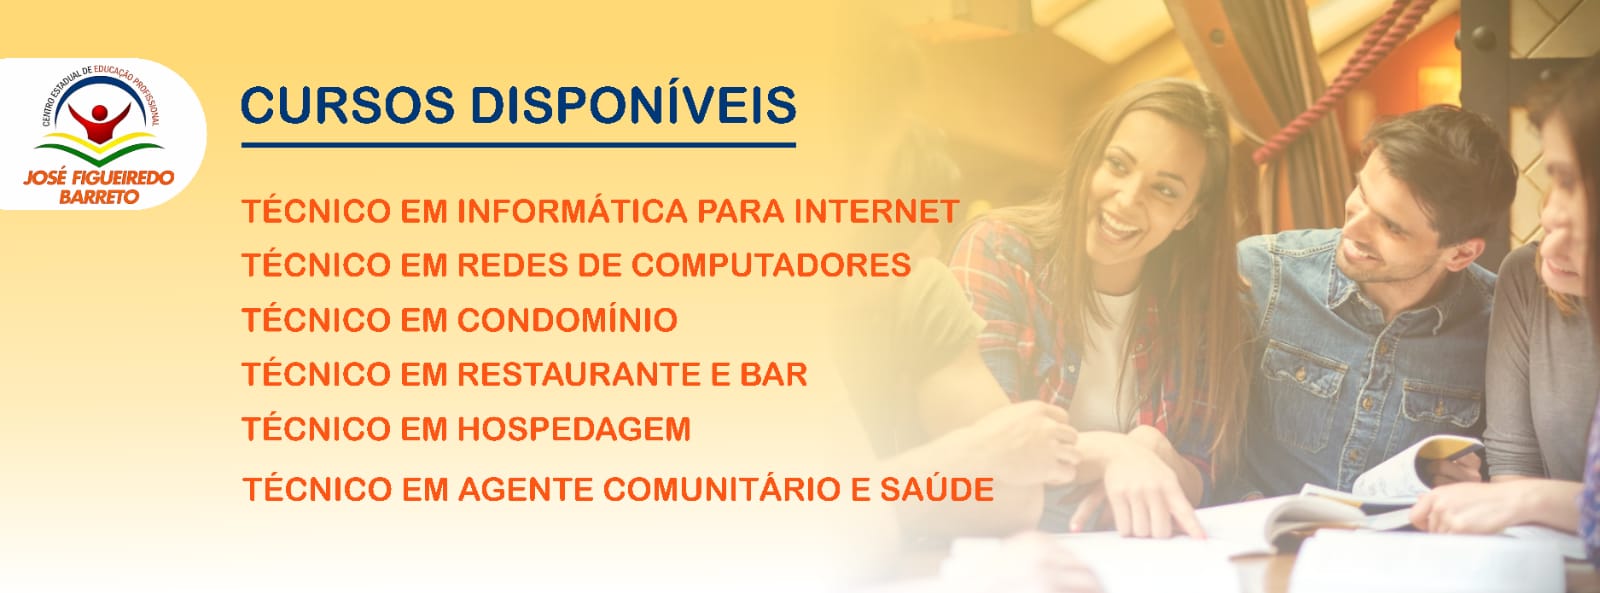 CENTRO ESTADUAL DE EDUCAÇÃO PROFISSIONAL
JOSÉ FIGUEIREDO
BARRETO
CURSOS DISPONÍVEIS
TÉCNICO EM INFORMÁTICA PARA INTERNET
TÉCNICO EM REDES DE COMPUTADORES
TÉCNICO EM CONDOMÍNIO
TÉCNICO EM RESTAURANTE E BAR
TÉCNICO EM HOSPEDAGEM
TÉCNICO EM AGENTE COMUNITÁRIO E SAÚDE